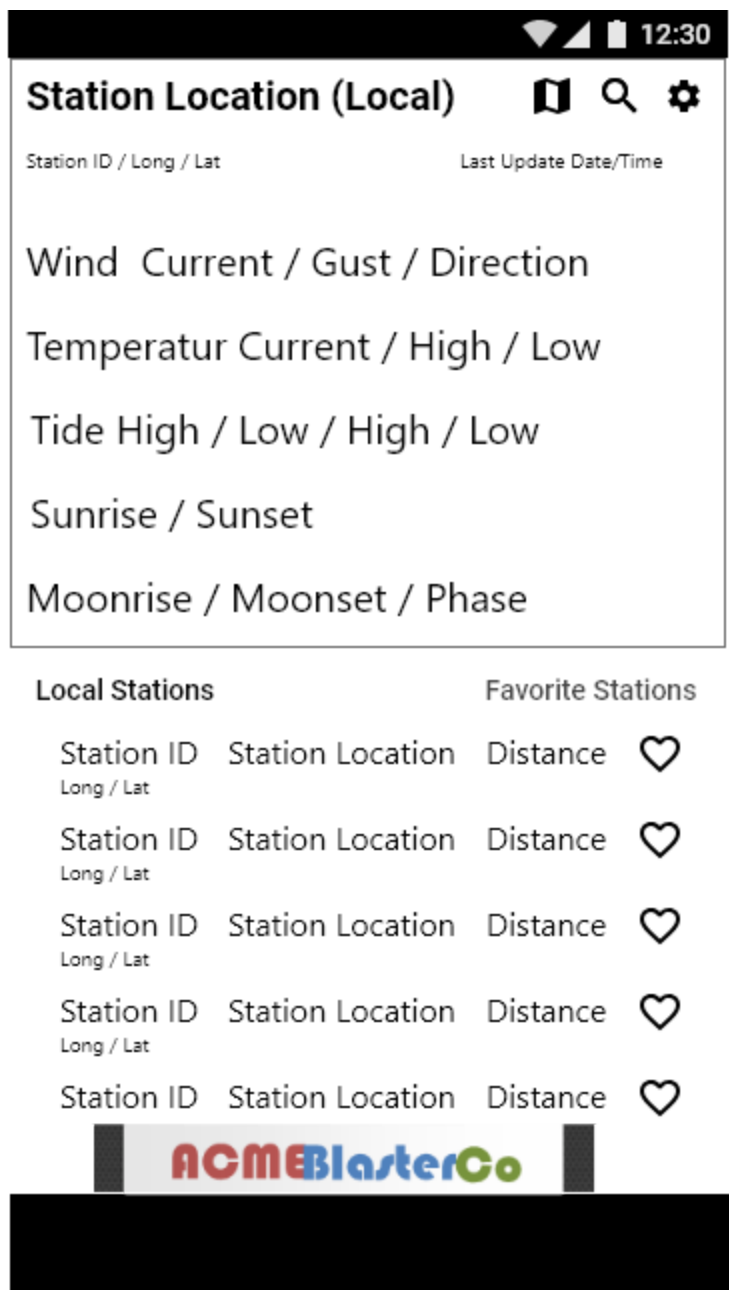 12:30
Station Location (Local)
Station ID / Long / Lat Last Update Date/Time
Wind Current / Gust / Direction
Temperatur Current / High / Low
Tide High / Low / High / Low
Sunrise / Sunset
Moonrise / Moonset / Phase
Local Stations Favorite Stations
Station ID Station Location Distance
Long / Lat
Station ID Station Location Distance
Long / Lat
Station ID Station Location Distance
Long / Lat
Station ID Station Location Distance
Long / Lat
Station ID Station Location Distance
ACMEBlasterCo